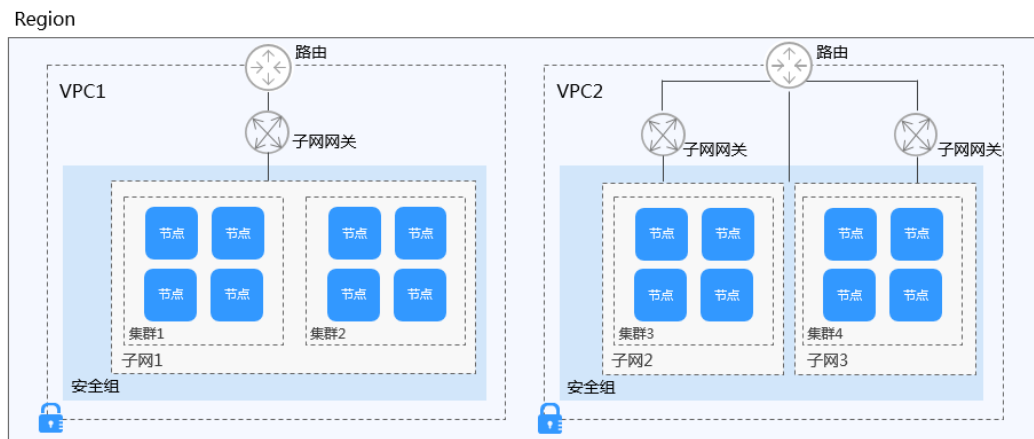 Region
路由
路由
VPC1
VPC2
子网网关
子网网关
子网网关
节点 节点 节点 节点
节点 节点 节点 节点
节点 节点 节点 节点
节点 节点 节点 节点
集群1
集群2
集群3
集群4
子网1
子网2
子网3
安全组
安全组